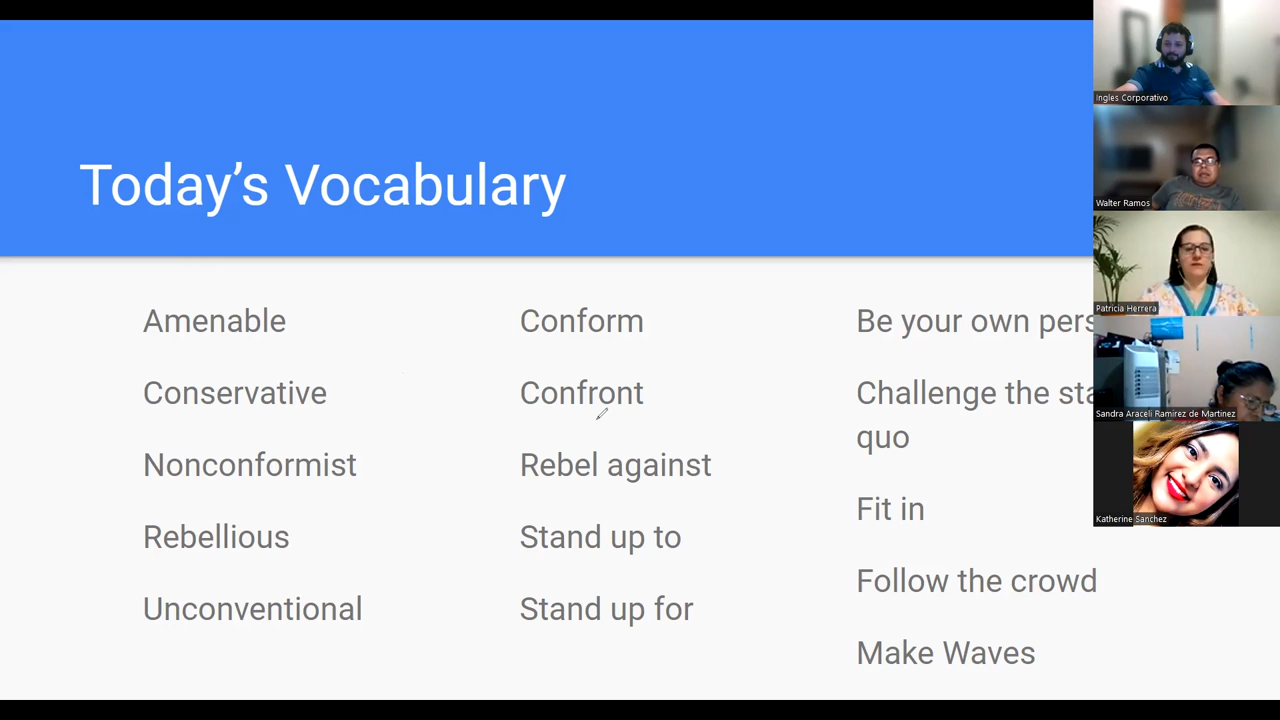 Today's Vocabulary
Amenable
Conservative
Nonconformist
Rebellious
Unconventional
Conform
Confront
Rebel against
Stand up to
Stand up for
Be your own
Challenge the
quo
Fit in
Follow the crowd
Make Waves
Ingles Corporativo
Walter Ramos
Patricia Herrera
Sandra Araceli Ramirez de Martinez
Katherine Sanchez